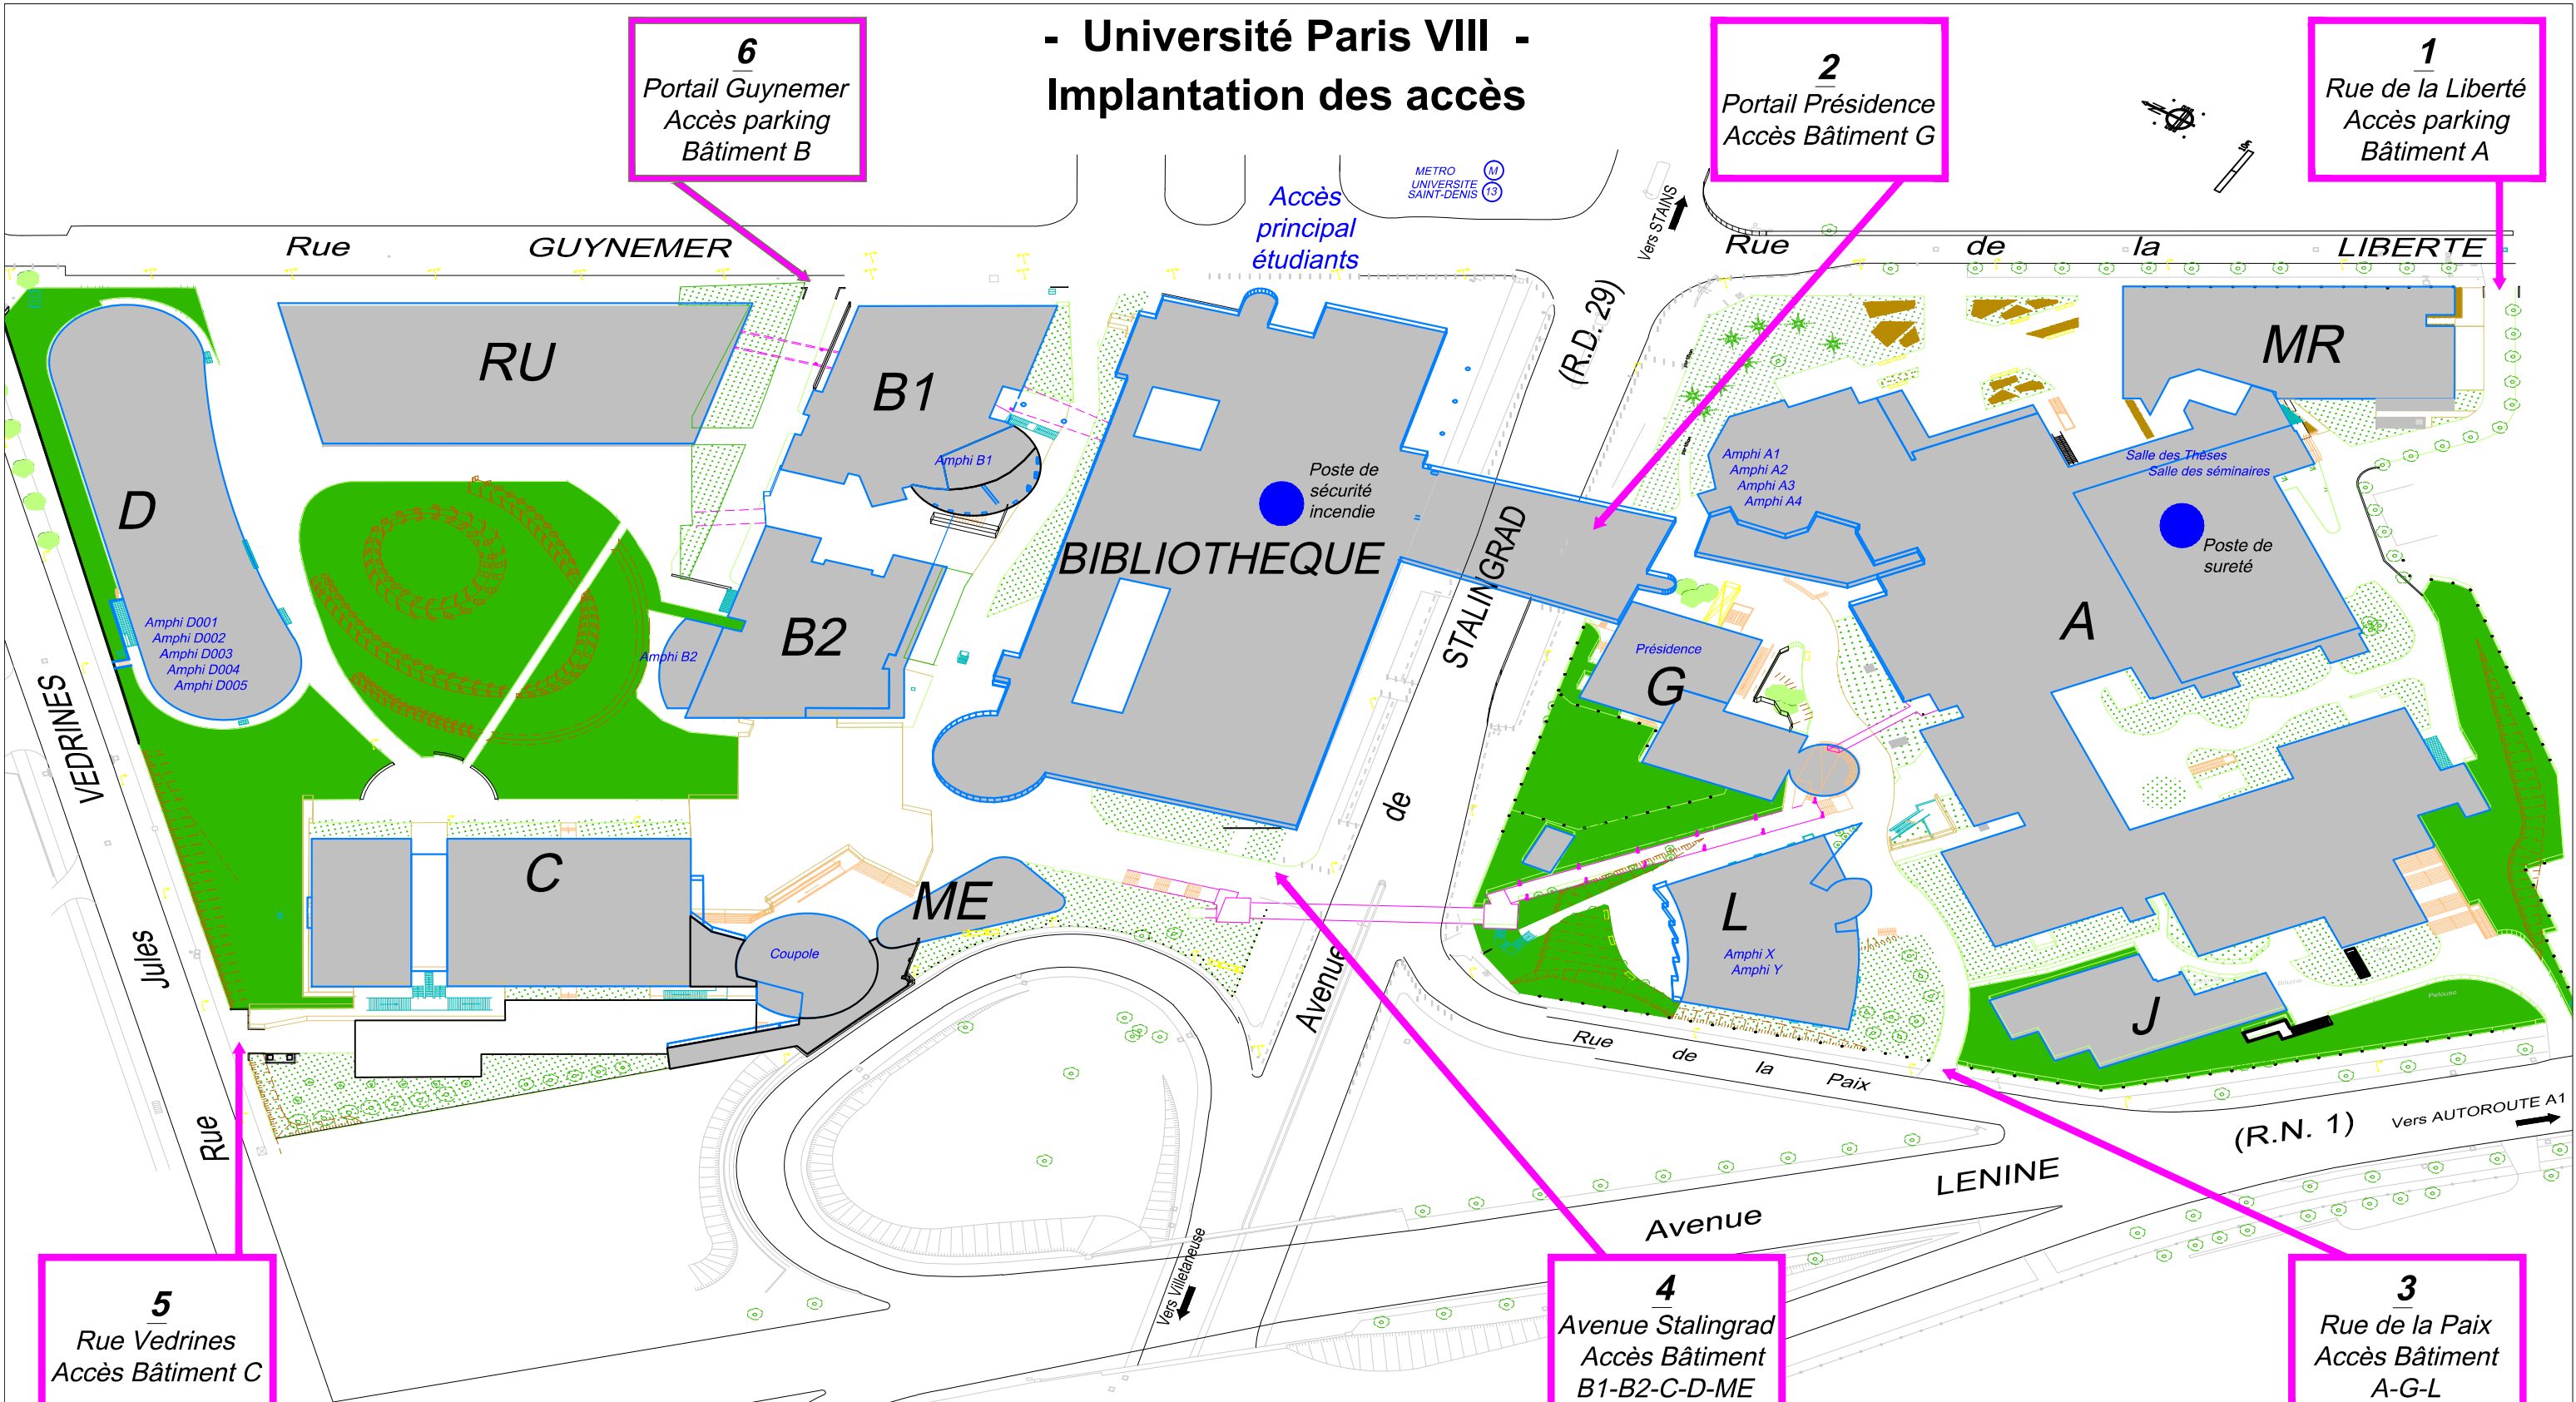 - Université Paris VIII -
Implantation des accès
6
Portail Guynemer
Accès parking
Bâtiment B
2
Portail Présidence
Accès Bâtiment G
1
Rue de la Liberté
Accès parking
Bâtiment A
METRO
UNIVERSITE
SAINT-DENIS
M
13
Accès
principal
étudiants
Vers STAINS
Rue GUYNEMER
Rue de la LIBERTE
(R.D. 29)
RU
B1
MR
Amphi B1
D
Poste de
sécurité
incendie
BIBLIOTHEQUE
Amphi A1
Amphi A2
Amphi A3
Amphi A4
Salle des Thèses
Salle des séminaires
Poste de
sureté
A
Amphi D001
Amphi D002
Amphi D003
Amphi D004
Amphi D005
B2
Amphi B2
Présidence
G
Avenue de STALINGRAD
Rue Jules VEDRINES
C
ME
Coupole
L
Amphi X
Amphi Y
J
Pelouse
Rue de la Paix
(R.N. 1)
Vers AUTOROUTE A1
Avenue LENINE
Vers Villetaneuse
5
Rue Vedrines
Accès Bâtiment C
4
Avenue Stalingrad
Accès Bâtiment
B1-B2-C-D-ME
3
Rue de la Paix
Accès Bâtiment
A-G-L